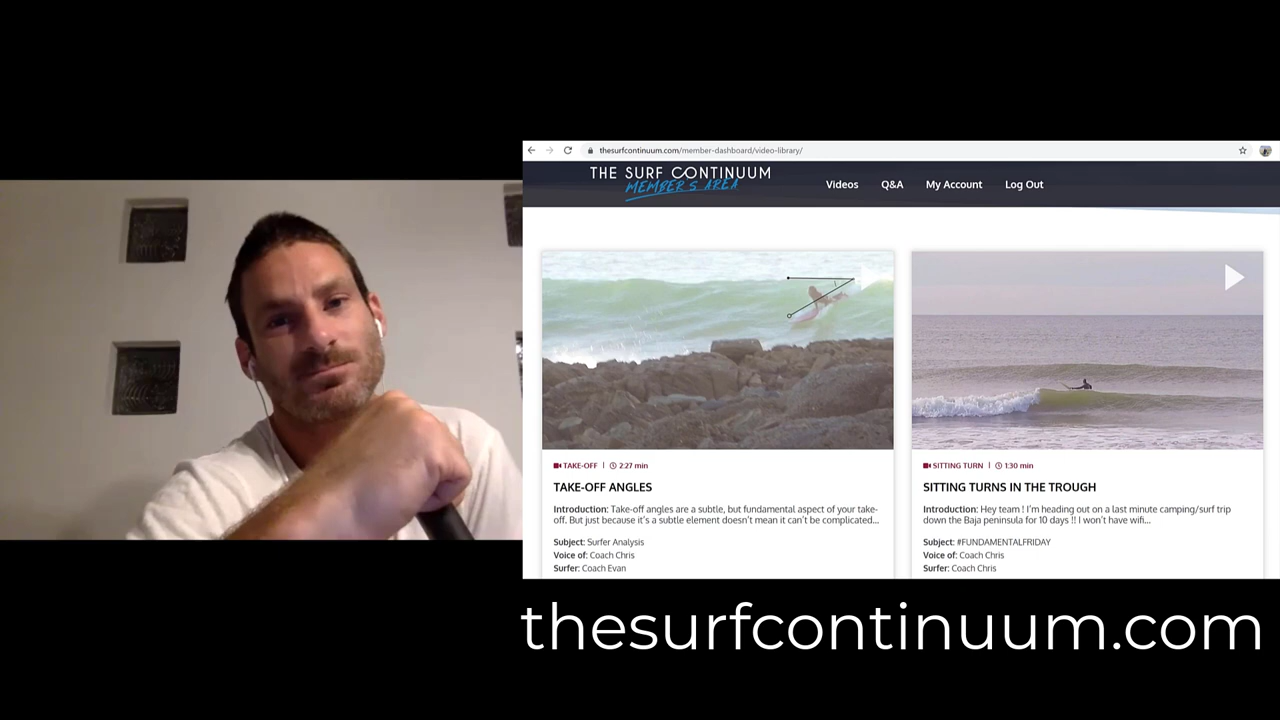 thesurfcontinuum.com/member-dashboard/video-library/
THE SURF CONTINUUM
MEMBER'S AREA
Videos Q&A My Account Log Out
TAKE-OFF | 2:27 min
TAKE-OFF ANGLES
Introduction: Take-off angles are a subtle, but fundamental aspect of your take-
off. But just because it's a subtle element doesn't mean it can't be complicated...
Subject: Surfer Analysis
Voice of: Coach Chris
Surfer: Coach Evan
SITTING TURN | 1:30 min
SITTING TURNS IN THE TROUGH
Introduction: Hey team ! I'm heading out on a last minute camping/surf trip
down the Baja peninsula for 10 days !! I won't have wifi...
Subject: #FUNDAMENTALFRIDAY
Voice of: Coach Chris
Surfer: Coach Chris
thesurfcontinuum.com